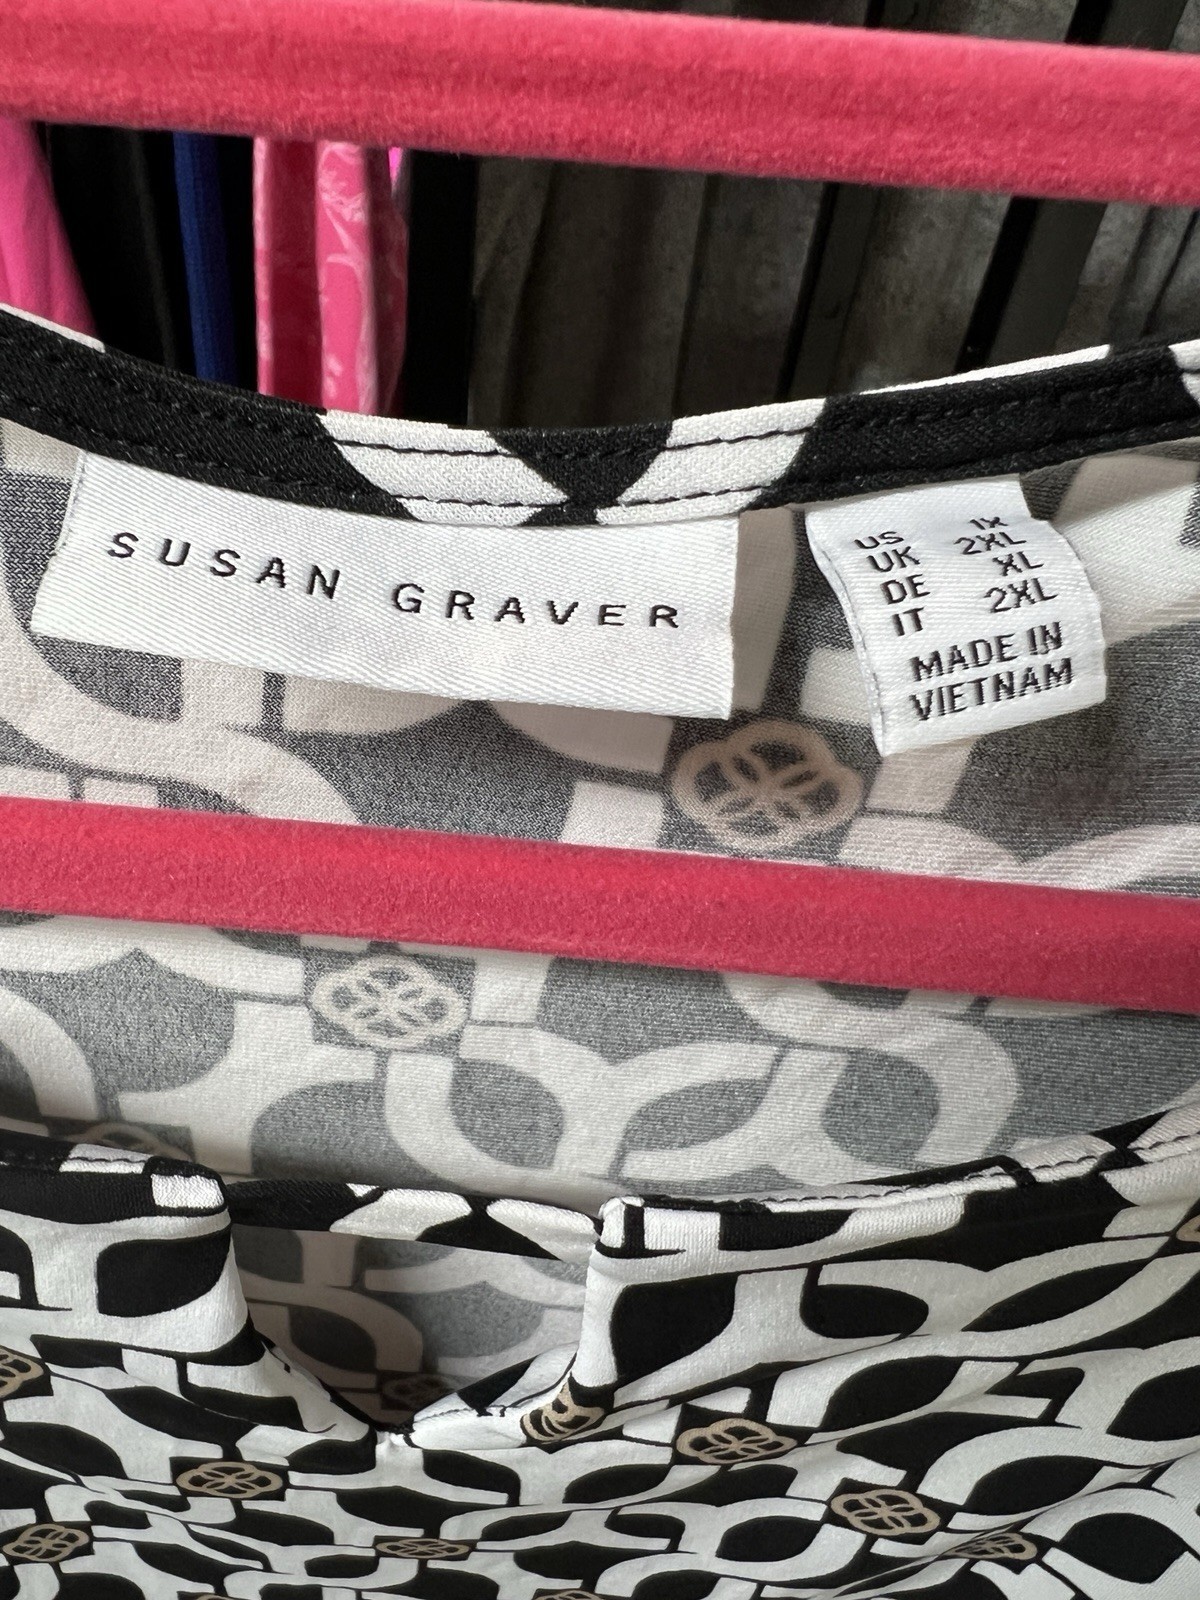 SUSAN GRAVER
US 1X
UK 2XL
DE XL
IT 2XL
MADE IN
VIETNAM